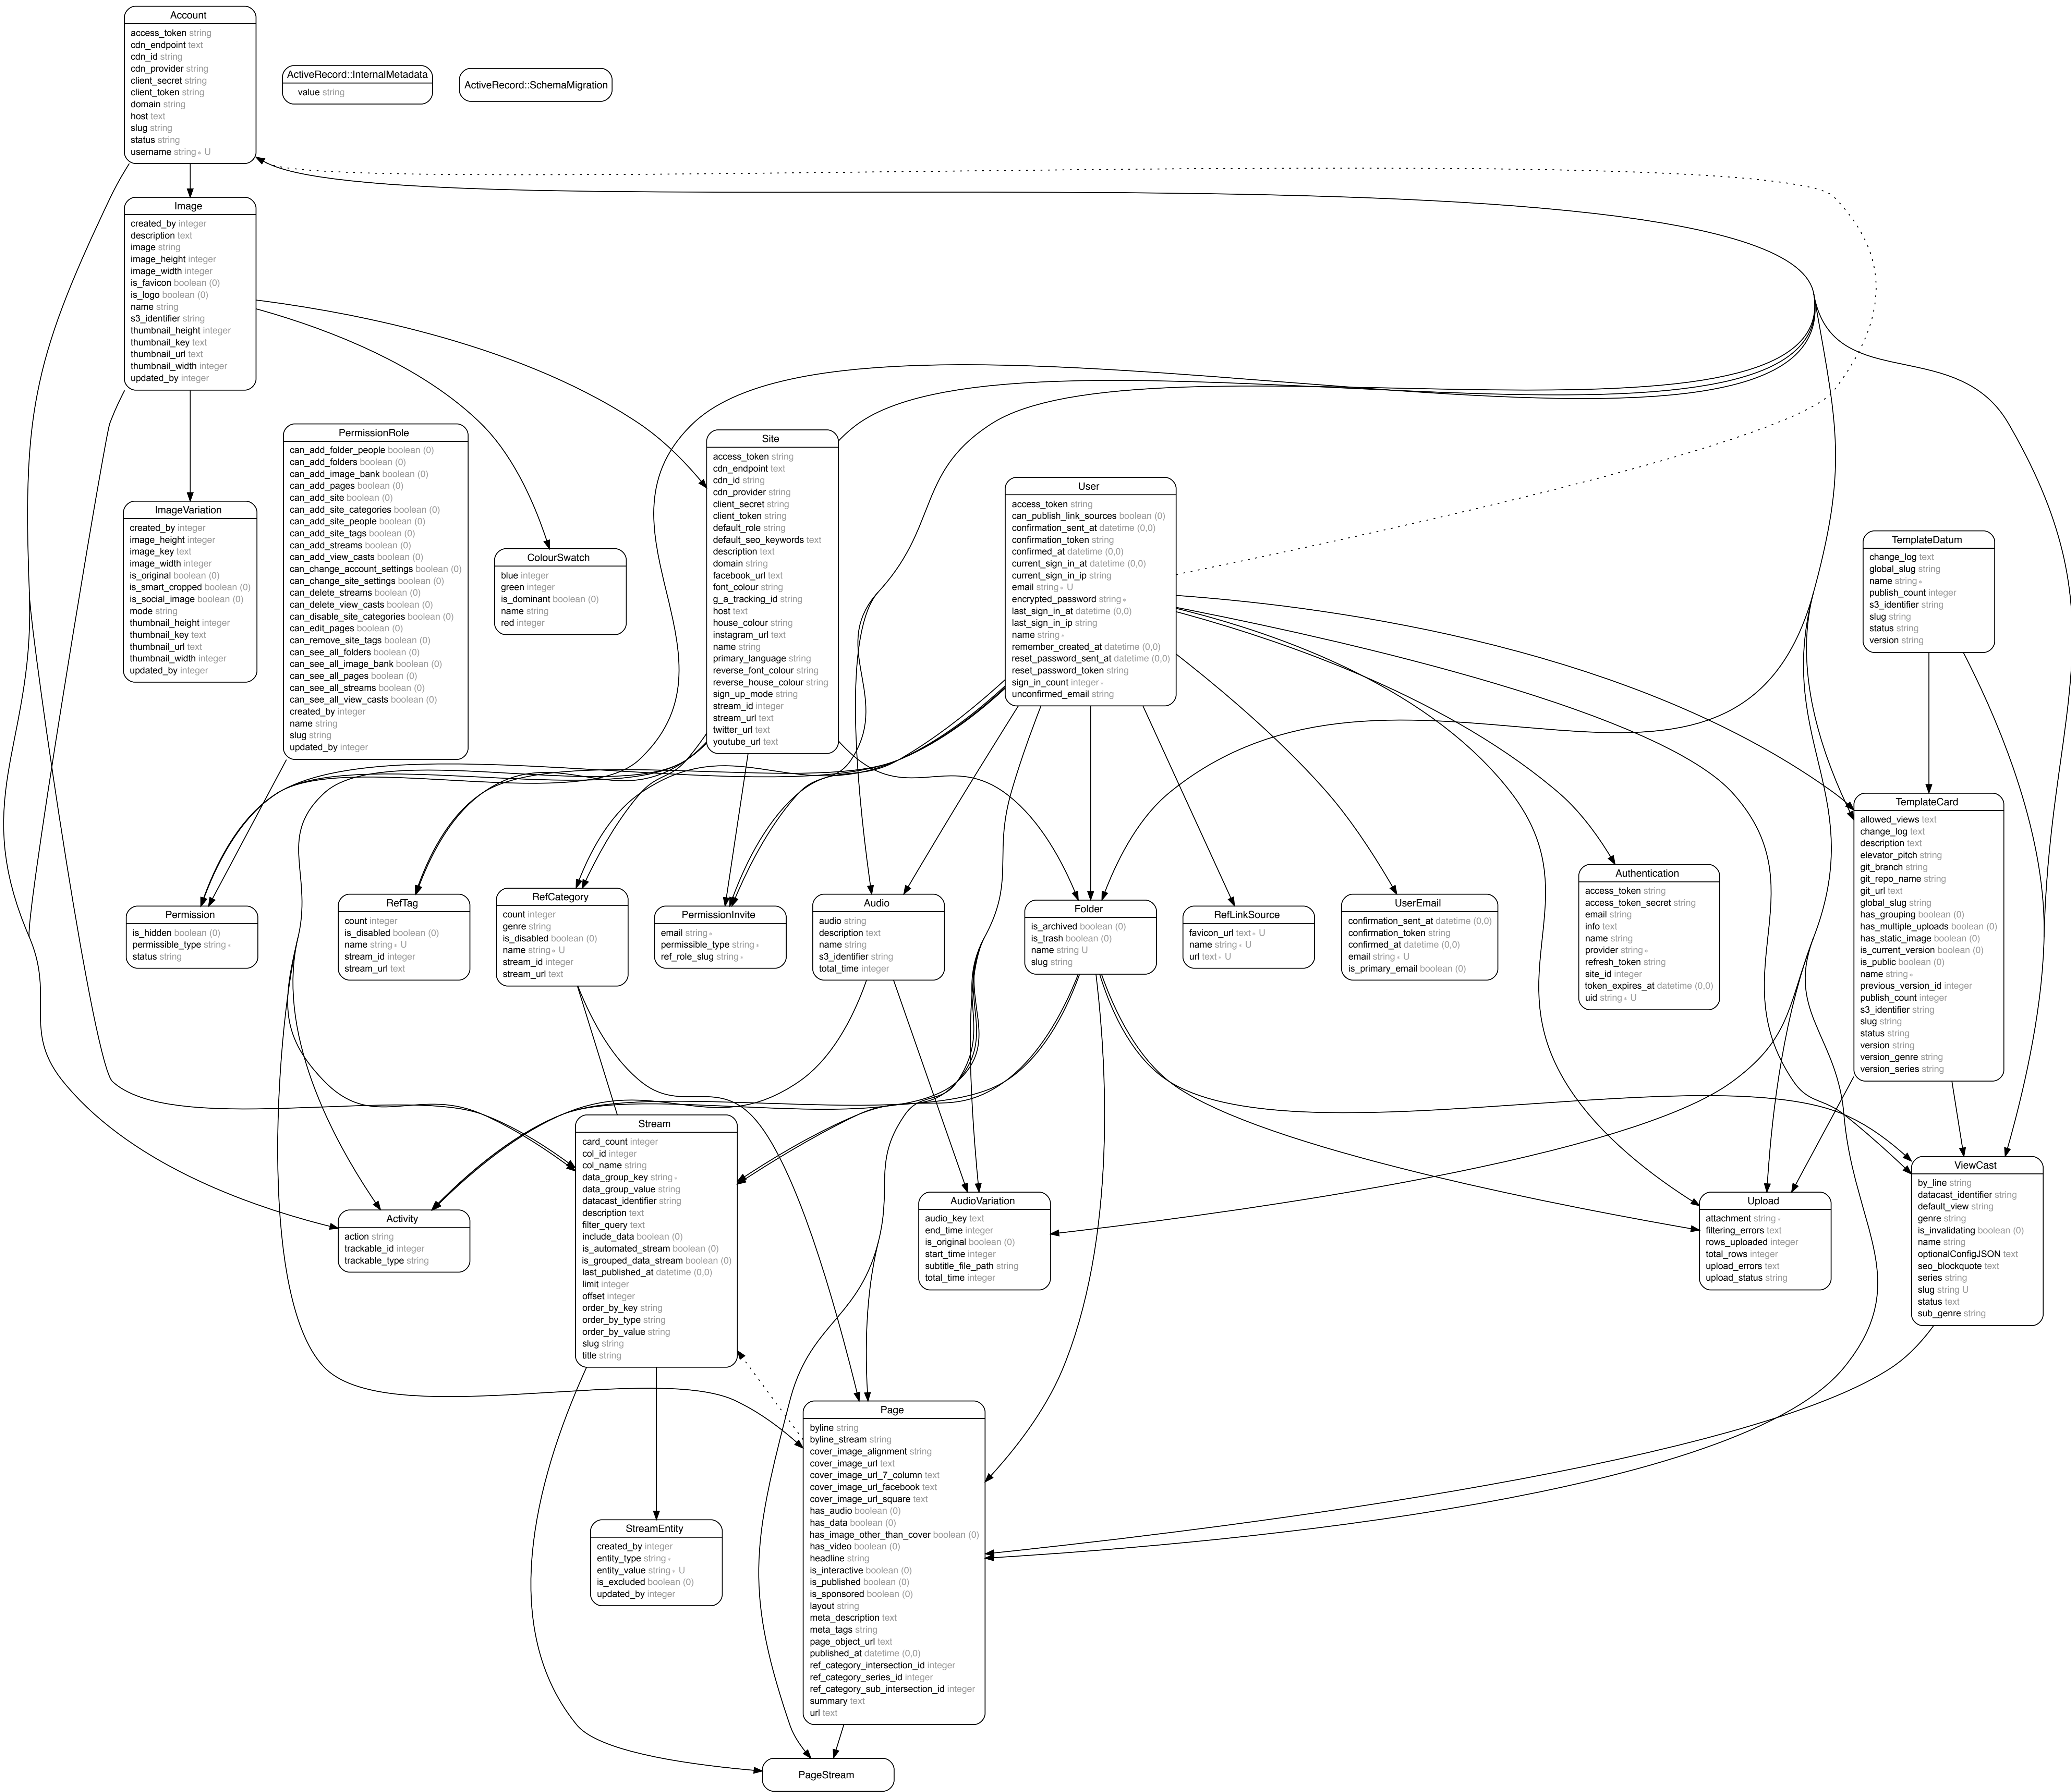 Account
access_token string
cdn_endpoint text
cdn_id string
cdn_provider string
client_secret string
client_token string
domain string
host text
slug string
status string
username string ∗ U
ActiveRecord::InternalMetadata
value string
ActiveRecord::SchemaMigration
Image
created_by integer
description text
image string
image_height integer
image_width integer
is_favicon boolean (0)
is_logo boolean (0)
name string
s3_identifier string
thumbnail_height integer
thumbnail_key text
thumbnail_url text
thumbnail_width integer
updated_by integer
PermissionRole
can_add_folder_people boolean (0)
can_add_folders boolean (0)
can_add_image_bank boolean (0)
can_add_pages boolean (0)
can_add_site boolean (0)
can_add_site_categories boolean (0)
can_add_site_people boolean (0)
can_add_site_tags boolean (0)
can_add_streams boolean (0)
can_add_view_casts boolean (0)
can_change_account_settings boolean (0)
can_change_site_settings boolean (0)
can_delete_streams boolean (0)
can_delete_view_casts boolean (0)
can_disable_site_categories boolean (0)
can_edit_pages boolean (0)
can_remove_site_tags boolean (0)
can_see_all_folders boolean (0)
can_see_all_image_bank boolean (0)
can_see_all_pages boolean (0)
can_see_all_streams boolean (0)
can_see_all_view_casts boolean (0)
created_by integer
name string
slug string
updated_by integer
Site
access_token string
cdn_endpoint text
cdn_id string
cdn_provider string
client_secret string
client_token string
default_role string
default_seo_keywords text
description text
domain string
facebook_url text
font_colour string
g_a_tracking_id string
host text
house_colour string
instagram_url text
name string
primary_language string
reverse_font_colour string
reverse_house_colour string
sign_up_mode string
stream_id integer
stream_url text
twitter_url text
youtube_url text
User
access_token string
can_publish_link_sources boolean (0)
confirmation_sent_at datetime (0,0)
confirmation_token string
confirmed_at datetime (0,0)
current_sign_in_at datetime (0,0)
current_sign_in_ip string
email string ∗ U
encrypted_password string ∗
last_sign_in_at datetime (0,0)
last_sign_in_ip string
name string ∗
remember_created_at datetime (0,0)
reset_password_sent_at datetime (0,0)
reset_password_token string
sign_in_count integer ∗
unconfirmed_email string
ImageVariation
created_by integer
image_height integer
image_key text
image_width integer
is_original boolean (0)
is_smart_cropped boolean (0)
is_social_image boolean (0)
mode string
thumbnail_height integer
thumbnail_key text
thumbnail_url text
thumbnail_width integer
updated_by integer
ColourSwatch
blue integer
green integer
is_dominant boolean (0)
name string
red integer
TemplateDatum
change_log text
global_slug string
name string ∗
publish_count integer
s3_identifier string
slug string
status string
version string
TemplateCard
allowed_views text
change_log text
description text
elevator_pitch string
git_branch string
git_repo_name string
git_url text
global_slug string
has_grouping boolean (0)
has_multiple_uploads boolean (0)
has_static_image boolean (0)
is_current_version boolean (0)
is_public boolean (0)
name string ∗
previous_version_id integer
publish_count integer
s3_identifier string
slug string
status string
version string
version_genre string
version_series string
Permission
is_hidden boolean (0)
permissible_type string ∗
status string
RefTag
count integer
is_disabled boolean (0)
name string ∗ U
stream_id integer
stream_url text
RefCategory
count integer
genre string
is_disabled boolean (0)
name string ∗ U
stream_id integer
stream_url text
PermissionInvite
email string ∗
permissible_type string ∗
ref_role_slug string ∗
Audio
audio string
description text
name string
s3_identifier string
total_time integer
Folder
is_archived boolean (0)
is_trash boolean (0)
name string U
slug string
RefLinkSource
favicon_url text ∗ U
name string ∗ U
url text ∗ U
UserEmail
confirmation_sent_at datetime (0,0)
confirmation_token string
confirmed_at datetime (0,0)
email string ∗ U
is_primary_email boolean (0)
Authentication
access_token string
access_token_secret string
email string
info text
name string
provider string ∗
refresh_token string
site_id integer
token_expires_at datetime (0,0)
uid string ∗ U
Stream
card_count integer
col_id integer
col_name string
data_group_key string ∗
data_group_value string
datacast_identifier string
description text
filter_query text
include_data boolean (0)
is_automated_stream boolean (0)
is_grouped_data_stream boolean (0)
last_published_at datetime (0,0)
limit integer
offset integer
order_by_key string
order_by_type string
order_by_value string
slug string
title string
Activity
action string
trackable_id integer
trackable_type string
AudioVariation
audio_key text
end_time integer
is_original boolean (0)
start_time integer
subtitle_file_path string
total_time integer
Upload
attachment string ∗
filtering_errors text
rows_uploaded integer
total_rows integer
upload_errors text
upload_status string
ViewCast
by_line string
datacast_identifier string
default_view string
genre string
is_invalidating boolean (0)
name string
optionalConfigJSON text
seo_blockquote text
series string
slug string U
status text
sub_genre string
Page
byline string
byline_stream string
cover_image_alignment string
cover_image_url text
cover_image_url_7_column text
cover_image_url_facebook text
cover_image_url_square text
has_audio boolean (0)
has_data boolean (0)
has_image_other_than_cover boolean (0)
has_video boolean (0)
headline string
is_interactive boolean (0)
is_published boolean (0)
is_sponsored boolean (0)
layout string
meta_description text
meta_tags string
page_object_url text
published_at datetime (0,0)
ref_category_intersection_id integer
ref_category_series_id integer
ref_category_sub_intersection_id integer
summary text
url text
StreamEntity
created_by integer
entity_type string ∗
entity_value string ∗ U
is_excluded boolean (0)
updated_by integer
PageStream